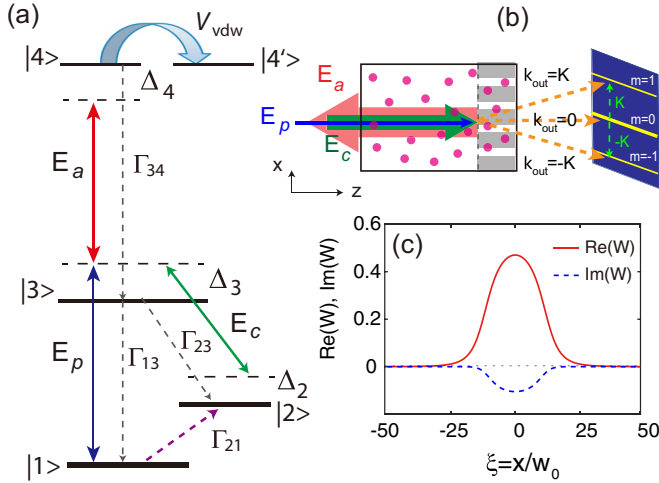 (a)
V_vdw
|4>
|4'>
Δ_4
E_a
Γ_34
|3>
Δ_3
E_p
Γ_13
Γ_23
E_c
Δ_2
|2>
Γ_21
|1>
(b)
E_a
E_p
E_c
k_out=K
k_out=0
k_out=-K
m=1
K
m=0
-K
m=-1
x
z
(c)
Re(W)
Im(W)
Re(W), Im(W)
0.6
0.4
0.2
0
-50
-25
0
25
50
ξ=x/w_0